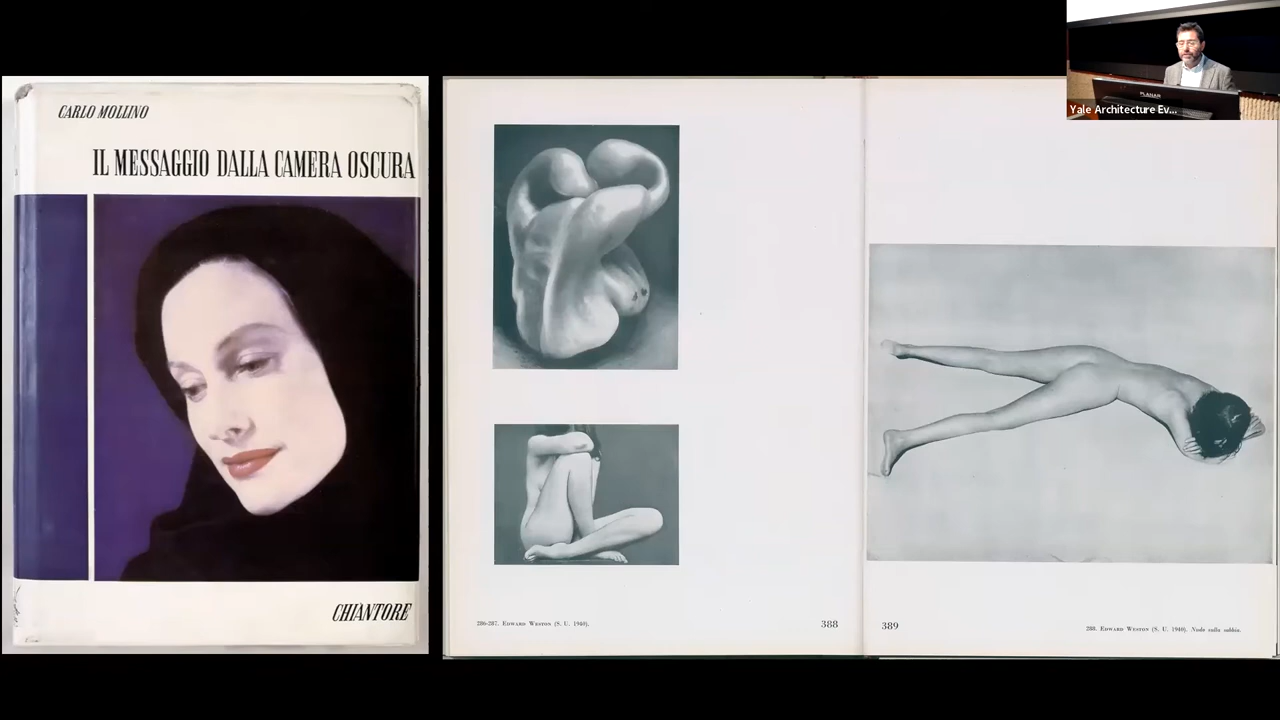 CARLO MOLLINO
IL MESSAGGIO DALLA CAMERA OSCURA
CHIANTORE
286-287. EDWARD WESTON (S. U. 1940).
388
389
288. EDWARD WESTON (S. U. 1940). Nudo sulla sabbia.
PLANAR
Yale Architecture Ev...